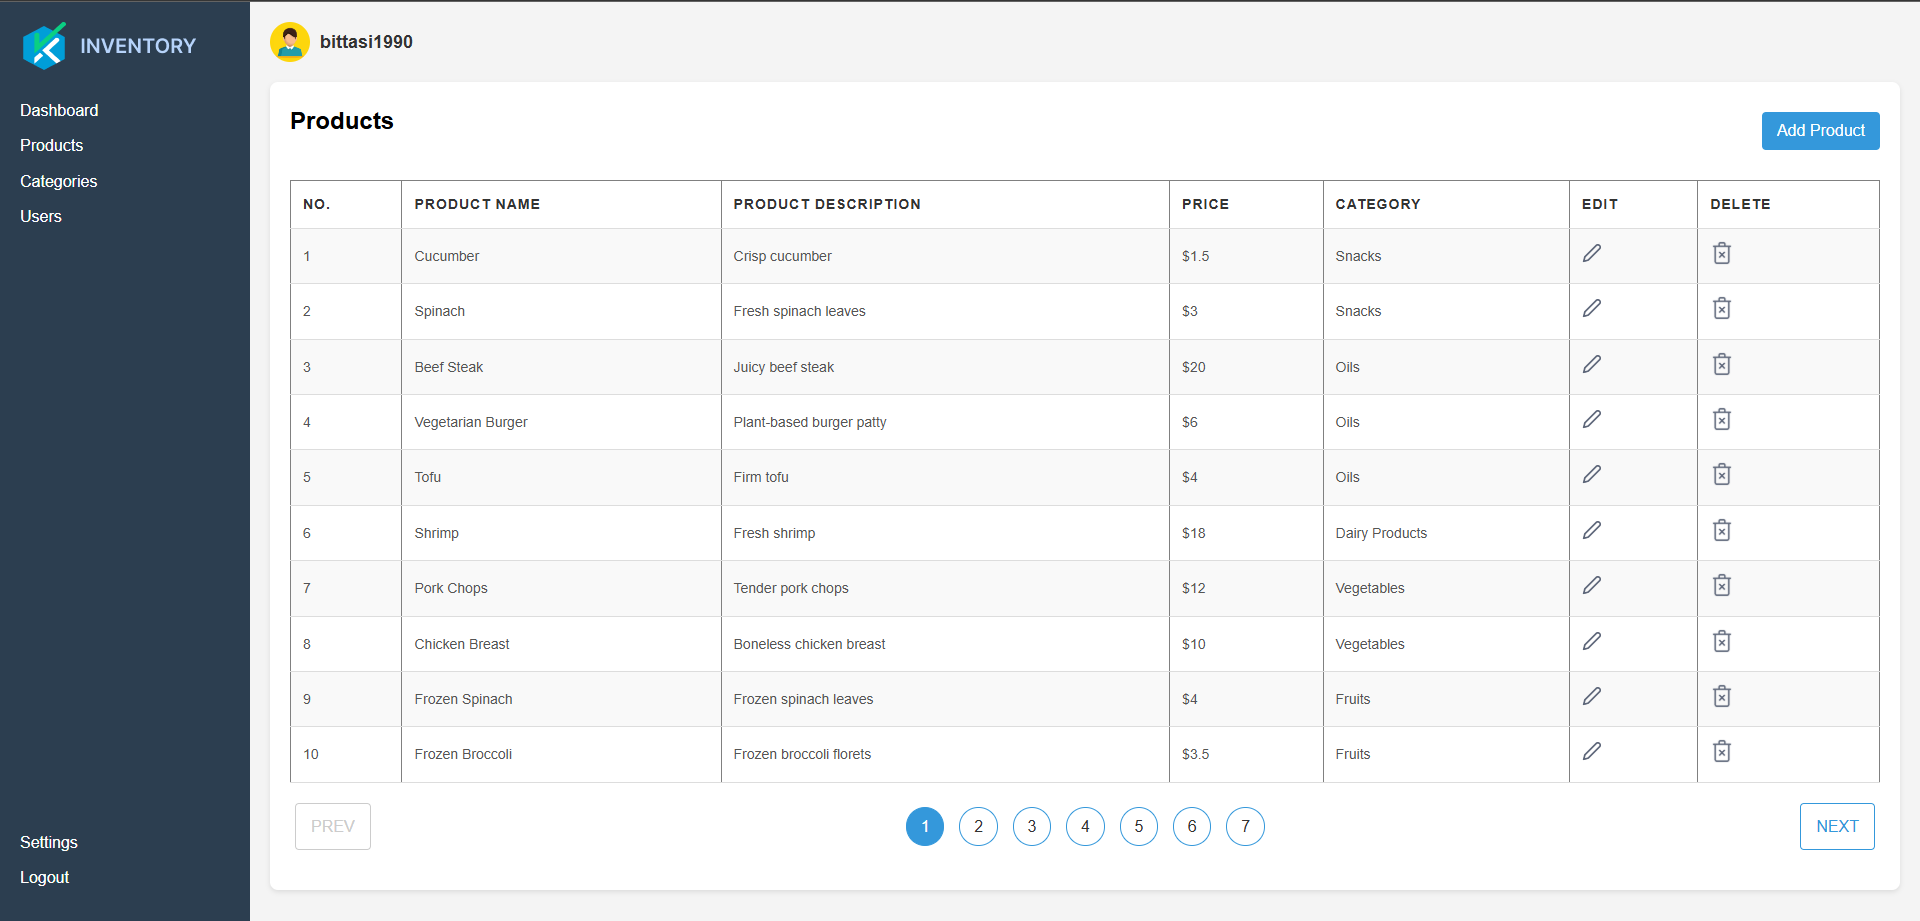 INVENTORY
Dashboard
Products
Categories
Users
Settings
Logout
bittasi1990
Products
Add Product
NO. PRODUCT NAME PRODUCT DESCRIPTION PRICE CATEGORY EDIT DELETE
1 Cucumber Crisp cucumber $1.5 Snacks
2 Spinach Fresh spinach leaves $3 Snacks
3 Beef Steak Juicy beef steak $20 Oils
4 Vegetarian Burger Plant-based burger patty $6 Oils
5 Tofu Firm tofu $4 Oils
6 Shrimp Fresh shrimp $18 Dairy Products
7 Pork Chops Tender pork chops $12 Vegetables
8 Chicken Breast Boneless chicken breast $10 Vegetables
9 Frozen Spinach Frozen spinach leaves $4 Fruits
10 Frozen Broccoli Frozen broccoli florets $3.5 Fruits
PREV 1 2 3 4 5 6 7 NEXT